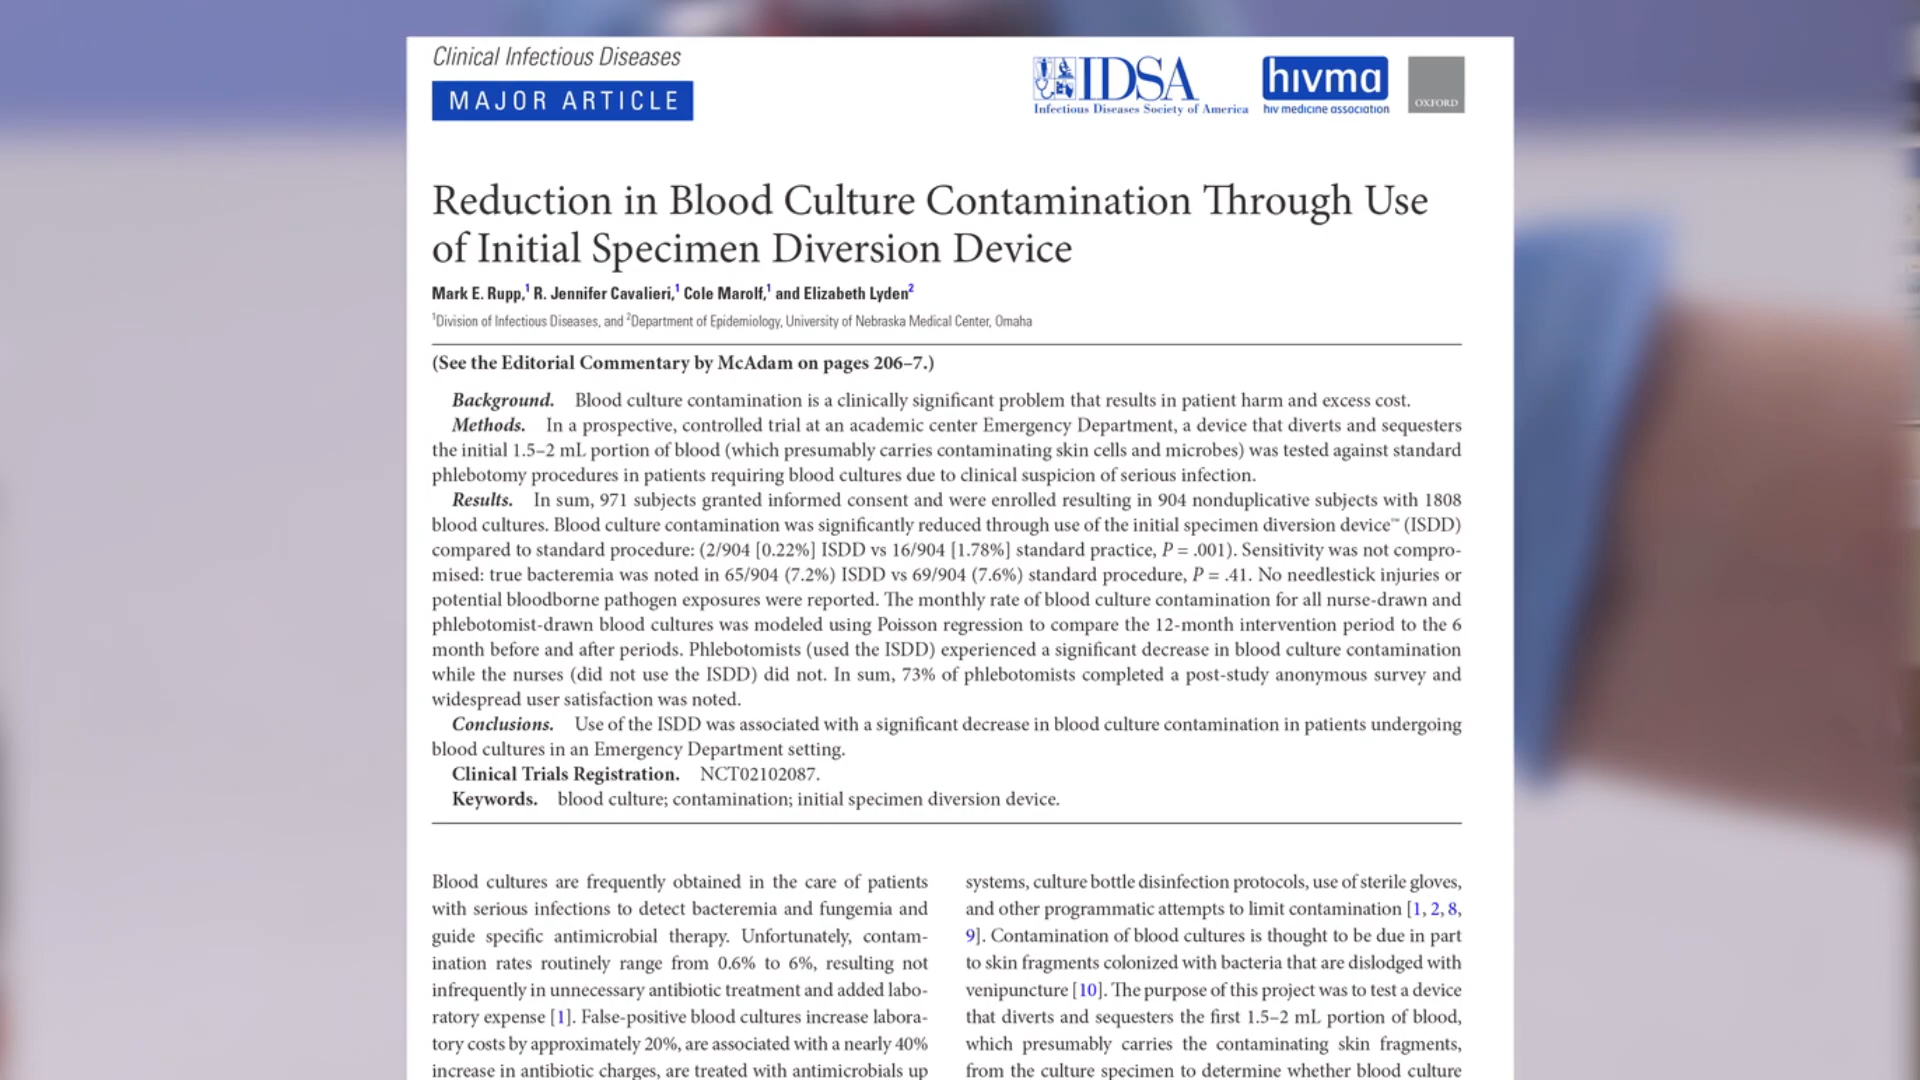 Clinical Infectious Diseases
MAJOR ARTICLE
IDSA
Infectious Diseases Society of America
hivma
hiv medicine association
OXFORD
Reduction in Blood Culture Contamination Through Use
of Initial Specimen Diversion Device
Mark E. Rupp,1 R. Jennifer Cavalieri,1 Cole Marolf,1 and Elizabeth Lyden2
1Division of Infectious Diseases, and 2Department of Epidemiology, University of Nebraska Medical Center, Omaha
(See the Editorial Commentary by McAdam on pages 206–7.)
Background. Blood culture contamination is a clinically significant problem that results in patient harm and excess cost.
Methods. In a prospective, controlled trial at an academic center Emergency Department, a device that diverts and sequesters
the initial 1.5–2 mL portion of blood (which presumably carries contaminating skin cells and microbes) was tested against standard
phlebotomy procedures in patients requiring blood cultures due to clinical suspicion of serious infection.
Results. In sum, 971 subjects granted informed consent and were enrolled resulting in 904 nonduplicative subjects with 1808
blood cultures. Blood culture contamination was significantly reduced through use of the initial specimen diversion device™ (ISDD)
compared to standard procedure: (2/904 [0.22%] ISDD vs 16/904 [1.78%] standard practice, P = .001). Sensitivity was not compro-
mised: true bacteremia was noted in 65/904 (7.2%) ISDD vs 69/904 (7.6%) standard procedure, P = .41. No needlestick injuries or
potential bloodborne pathogen exposures were reported. The monthly rate of blood culture contamination for all nurse-drawn and
phlebotomist-drawn blood cultures was modeled using Poisson regression to compare the 12-month intervention period to the 6
month before and after periods. Phlebotomists (used the ISDD) experienced a significant decrease in blood culture contamination
while the nurses (did not use the ISDD) did not. In sum, 73% of phlebotomists completed a post-study anonymous survey and
widespread user satisfaction was noted.
Conclusions. Use of the ISDD was associated with a significant decrease in blood culture contamination in patients undergoing
blood cultures in an Emergency Department setting.
Clinical Trials Registration. NCT02102087.
Keywords. blood culture; contamination; initial specimen diversion device.
Blood cultures are frequently obtained in the care of patients
with serious infections to detect bacteremia and fungemia and
guide specific antimicrobial therapy. Unfortunately, contam-
ination rates routinely range from 0.6% to 6%, resulting not
infrequently in unnecessary antibiotic treatment and added labo-
ratory expense [1]. False-positive blood cultures increase labora-
tory costs by approximately 20%, are associated with a nearly 40%
increase in antibiotic charges, are treated with antimicrobials up
systems, culture bottle disinfection protocols, use of sterile gloves,
and other programmatic attempts to limit contamination [1, 2, 8,
9]. Contamination of blood cultures is thought to be due in part
to skin fragments colonized with bacteria that are dislodged with
venipuncture [10]. The purpose of this project was to test a device
that diverts and sequesters the first 1.5–2 mL portion of blood,
which presumably carries the contaminating skin fragments,
from the culture specimen to determine whether blood culture